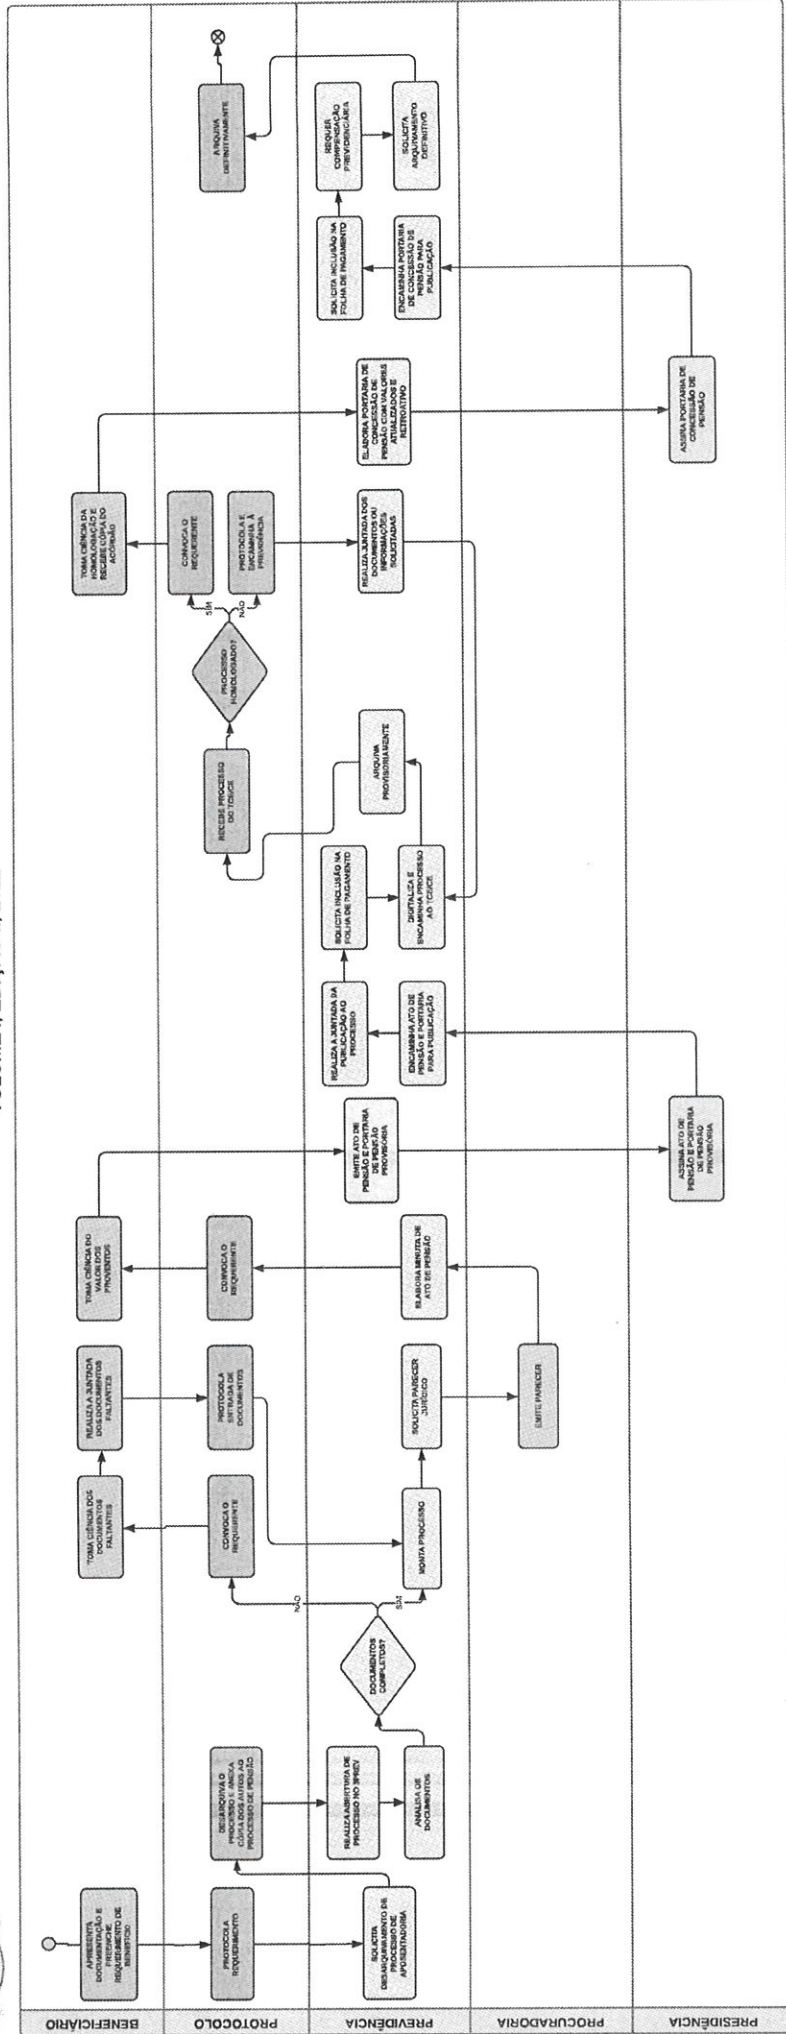 BENEFICIÁRIO
PROTOCOLO
PREVIDÊNCIA
PROCURADORIA
PRESIDÊNCIA
APRESENTA
DOCUMENTAÇÃO E
PREENCHE
REQUERIMENTO DE
BENEFÍCIO
PROTOCOLA
REQUERIMENTO
SOLICITA
DESARQUIVAMENTO DE
PROCESSO DE
APOSENTADORIA
DESARQUIVA O
PROCESSO E ANEXA
CÓPIA DOS AUTOS AO
PROCESSO DE PENSÃO
REALIZA ABERTURA DE
PROCESSO NO
ANALISA OS
DOCUMENTOS
DOCUMENTOS
COMPLETOS?
NÃO
SIM
CONVOCA O
REQUERENTE
TOMA CIÊNCIA DOS
DOCUMENTOS
FALTANTES
REALIZA A JUNTADA
DOS DOCUMENTOS
FALTANTES
PROTOCOLA
ENTRAGA DE
DOCUMENTOS
MONTA PROCESSO
SOLICITA PARECER
JURÍDICO
EMITE PARECER
ELABORA MINUTA DE
ATO DE PENSÃO
CONVOCA O
REQUERENTE
TOMA CIÊNCIA DO
VALOR DOS
PROVENTOS
EMITE ATO DE
PENSÃO E PORTARIA
DE PENSÃO
PROVISÓRIA
ASSINA ATO DE
PENSÃO E PORTARIA
DE PENSÃO
PROVISÓRIA
ENCAMINHA ATO DE
PENSÃO E PORTARIA
PARA PUBLICAÇÃO
REALIZA A JUNTADA DA
PUBLICAÇÃO AO
PROCESSO
SOLICITA INCLUSÃO NA
FOLHA DE PAGAMENTO
DIGITALIZA E
ENCAMINHA PROCESSO
AO TCE/CE
ARQUIVA
PROVISORIAMENTE
RECEBE PROCESSO
DO TCE/CE
PROCESSO
HOMOLOGADO?
SIM
NÃO
CONVOCA O
REQUERENTE
PROTOCOLA E
ENCAMINHA À
PREVIDÊNCIA
TOMA CIÊNCIA DA
HOMOLOGAÇÃO E
RECEBE CÓPIA DO
ACÓRDÃO
REALIZA JUNTADA DOS
DOCUMENTOS OU
INFORMAÇÕES
SOLICITADAS
ELABORA PORTARIA DE
CONCESSÃO DE
PENSÃO COM VALORES
ATUALIZADOS E
RETROATIVO
ASSINA PORTARIA DE
CONCESSÃO DE
PENSÃO
ENCAMINHA PORTARIA
DE CONCESSÃO DE
PENSÃO PARA
PUBLICAÇÃO
SOLICITA INCLUSÃO NA
FOLHA DE PAGAMENTO
REQUER
COMPENSAÇÃO
PREVIDENCIÁRIA
SOLICITA
ARQUIVAMENTO
DEFINITIVO
ARQUIVA
DEFINITIVAMENTE